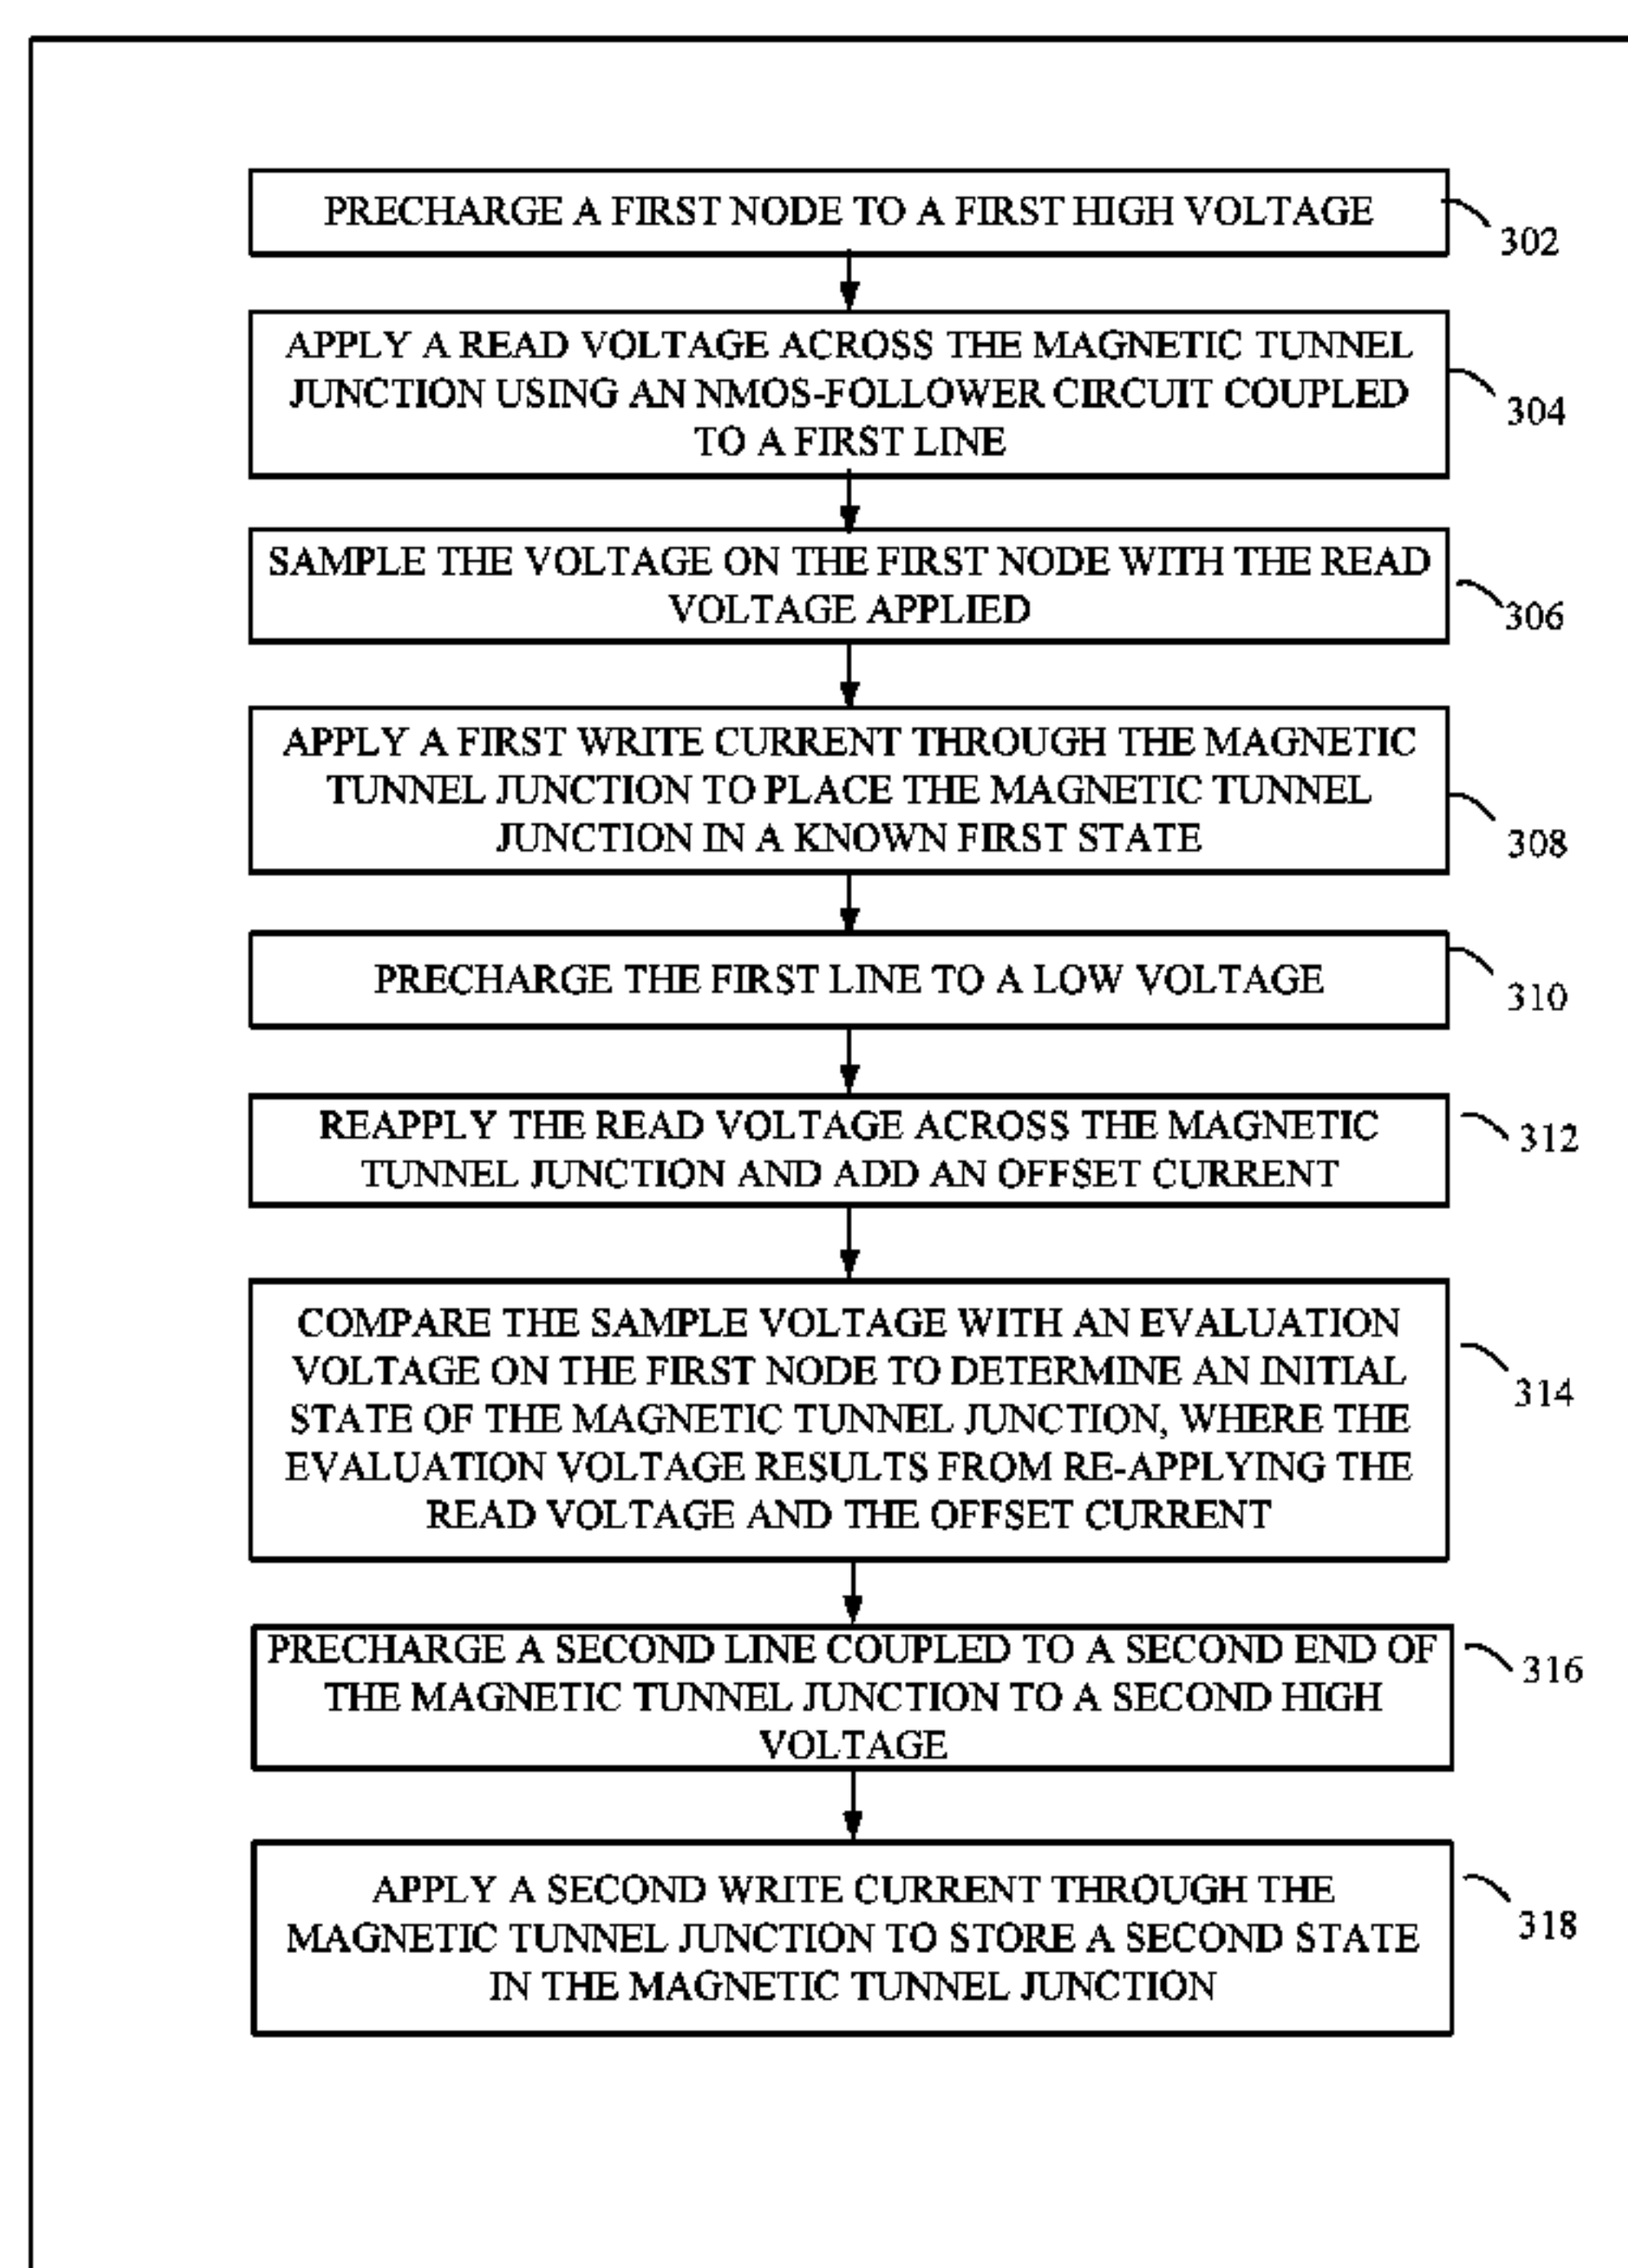 PRECHARGE A FIRST NODE TO A FIRST HIGH VOLTAGE
302
APPLY A READ VOLTAGE ACROSS THE MAGNETIC TUNNEL
JUNCTION USING AN NMOS-FOLLOWER CIRCUIT COUPLED
TO A FIRST LINE
304
SAMPLE THE VOLTAGE ON THE FIRST NODE WITH THE READ
VOLTAGE APPLIED
306
APPLY A FIRST WRITE CURRENT THROUGH THE MAGNETIC
TUNNEL JUNCTION TO PLACE THE MAGNETIC TUNNEL
JUNCTION IN A KNOWN FIRST STATE
308
PRECHARGE THE FIRST LINE TO A LOW VOLTAGE
310
REAPPLY THE READ VOLTAGE ACROSS THE MAGNETIC
TUNNEL JUNCTION AND ADD AN OFFSET CURRENT
312
COMPARE THE SAMPLE VOLTAGE WITH AN EVALUATION
VOLTAGE ON THE FIRST NODE TO DETERMINE AN INITIAL
STATE OF THE MAGNETIC TUNNEL JUNCTION, WHERE THE
EVALUATION VOLTAGE RESULTS FROM RE-APPLYING THE
READ VOLTAGE AND THE OFFSET CURRENT
314
PRECHARGE A SECOND LINE COUPLED TO A SECOND END OF
THE MAGNETIC TUNNEL JUNCTION TO A SECOND HIGH
VOLTAGE
316
APPLY A SECOND WRITE CURRENT THROUGH THE
MAGNETIC TUNNEL JUNCTION TO STORE A SECOND STATE
IN THE MAGNETIC TUNNEL JUNCTION
318